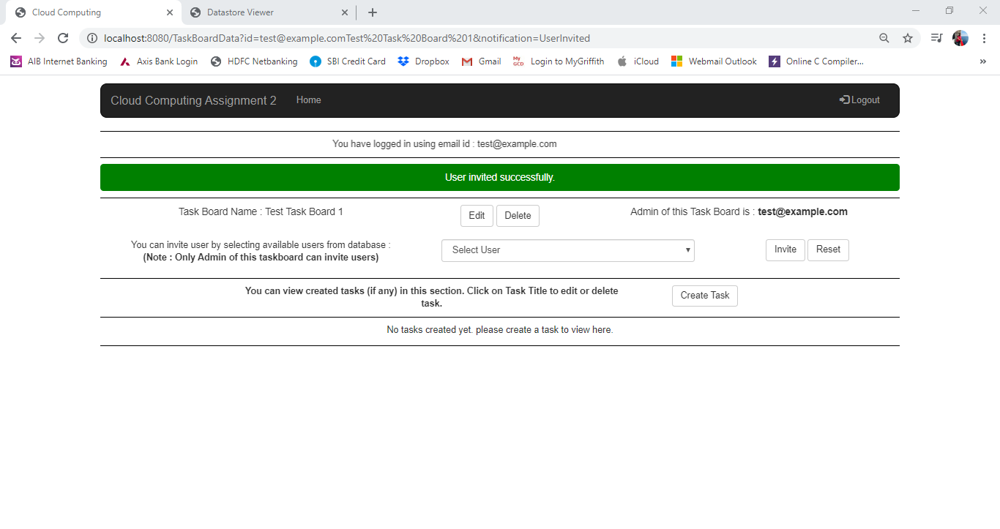 Cloud Computing
Datastore Viewer
localhost:8080/TaskBoardData?id=test@example.comTest%20Task%20Board%201&notification=UserInvited
AIB Internet Banking
Axis Bank Login
HDFC Netbanking
SBI Credit Card
Dropbox
Gmail
My GCD.
Login to MyGriffith
iCloud
Webmail Outlook
Online C Compiler...
»
Cloud Computing Assignment 2
Home
Logout
You have logged in using email id : test@example.com
User invited successfully.
Task Board Name : Test Task Board 1
Edit
Delete
Admin of this Task Board is : test@example.com
You can invite user by selecting available users from database :
(Note : Only Admin of this taskboard can invite users)
Select User
Invite
Reset
You can view created tasks (if any) in this section. Click on Task Title to edit or delete
task.
Create Task
No tasks created yet. please create a task to view here.